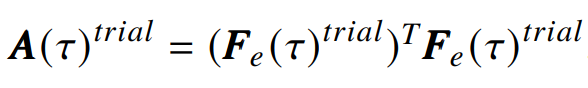 𝑨(τ)^{trial} = (𝑭_e(τ)^{trial})^T 𝑭_e(τ)^{trial}